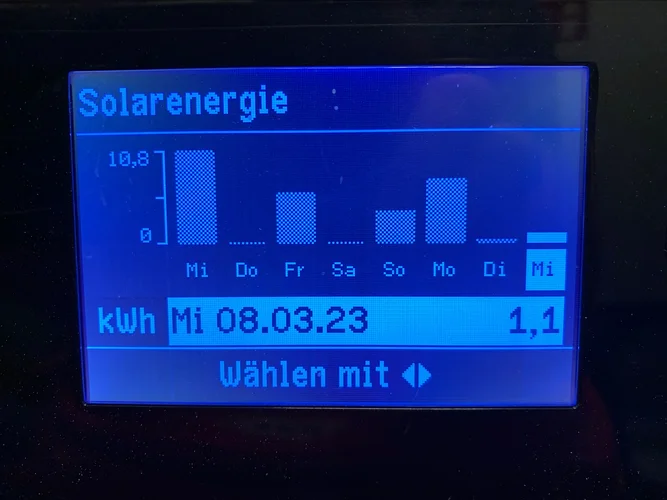 Solarenergie :
10,8
0
Mi Do Fr Sa So Mo Di Mi
kWh Mi 08.03.23 1,1
Wählen mit